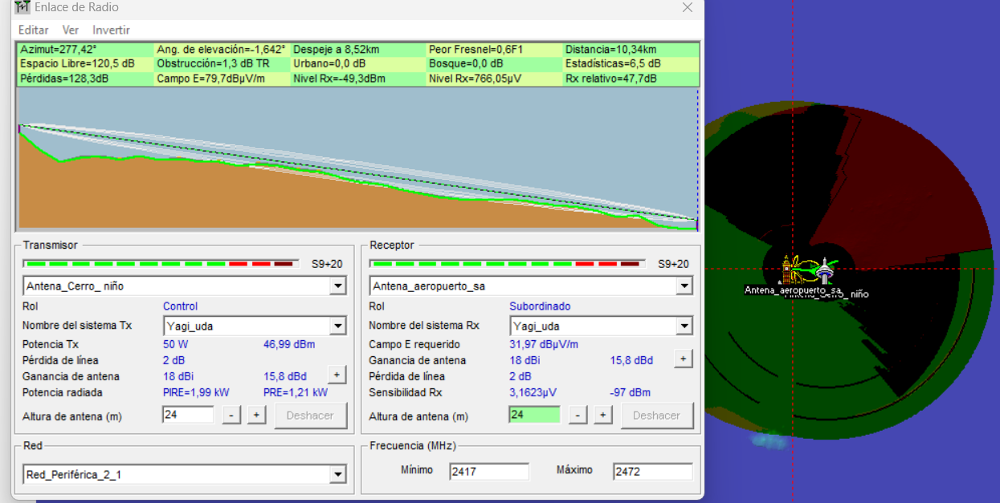 Enlace de Radio
Editar Ver Invertir
Azimut=277,42° Ang. de elevación=-1,642° Despeje a 8,52km Peor Fresnel=0,6F1 Distancia=10,34km
Espacio Libre=120,5 dB Obstrucción=1,3 dB TR Urbano=0,0 dB Bosque=0,0 dB Estadísticas=6,5 dB
Pérdidas=128,3dB Campo E=79,7dBµV/m Nivel Rx=-49,3dBm Nivel Rx=766,05µV Rx relativo=47,7dB
Transmisor
S9+20
Antena_Cerro_ niño
Rol Control
Nombre del sistema Tx Yagi_uda
Potencia Tx 50 W 46,99 dBm
Pérdida de línea 2 dB
Ganancia de antena 18 dBi 15,8 dBd +
Potencia radiada PIRE=1,99 kW PRE=1,21 kW
Altura de antena (m) 24 - + Deshacer
Red
Red_Periférica_2_1
Receptor
S9+20
Antena_aeropuerto_sa
Rol Subordinado
Nombre del sistema Rx Yagi_uda
Campo E requerido 31,97 dBµV/m
Ganancia de antena 18 dBi 15,8 dBd +
Pérdida de línea 2 dB
Sensibilidad Rx 3,1623µV -97 dBm
Altura de antena (m) 24 - + Deshacer
Frecuencia (MHz)
Mínimo 2417 Máximo 2472
Antena_aeropuerto_sa
niño